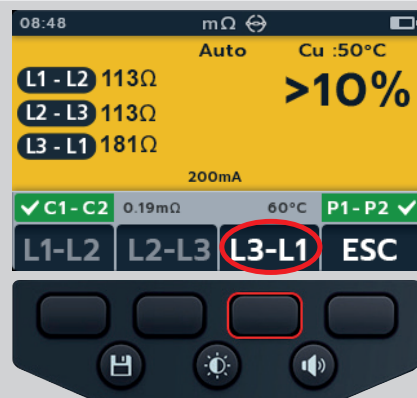 08:48 mΩ
Auto Cu :50°C
L1 - L2 113Ω
>10%
L2 - L3 113Ω
L3 - L1 181Ω
200mA
✓ C1-C2 0.19mΩ 60°C P1-P2 ✓
L1-L2 L2-L3 L3-L1 ESC